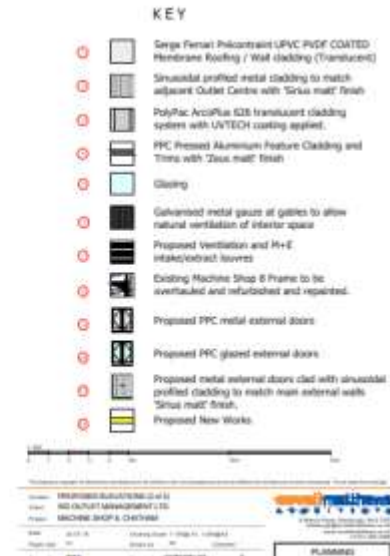 KEY
Serge Ferrari Précontraint UPVC PVDF COATED
Membrane Roofing / Wall cladding (Translucent)
Sinusoidal profiled metal cladding to match
adjacent Outlet Centre with 'Sirius matt' finish
PolyPac ArcoPlus 626 translucent cladding
system with UVTECH coating applied.
PPC Pressed Aluminium Feature Cladding and
Trims with 'Zeus matt' finish
Glazing
Galvanised metal gauze at gables to allow
natural ventilation of interior space
Proposed Ventilation and M+E
intake/extract louvres
Existing Machine Shop 8 Frame to be
overhauled and refurbished and repainted.
Proposed PPC metal external doors
Proposed PPC glazed external doors
Proposed metal external doors clad with sinusoidal
profiled cladding to match main external walls
'Sirius matt' finish.
Proposed New Works
PROPOSED ELEVATIONS
OUTLET MANAGEMENT LTD
MACHINE SHOP 8, CHATHAM
PLANNING